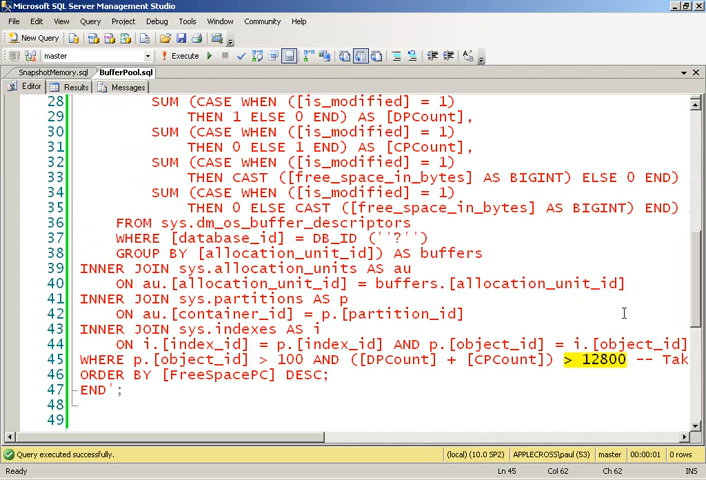 Microsoft SQL Server Management Studio
File Edit View Query Project Debug Tools Window Community Help
New Query
master Execute
SnapshotMemory.sql BufferPool.sql
Editor Results Messages
28 SUM (CASE WHEN ([is_modified] = 1)
29 THEN 1 ELSE 0 END) AS [DPCount],
30 SUM (CASE WHEN ([is_modified] = 1)
31 THEN 0 ELSE 1 END) AS [CPCount],
32 SUM (CASE WHEN ([is_modified] = 1)
33 THEN CAST ([free_space_in_bytes] AS BIGINT) ELSE 0 END)
34 SUM (CASE WHEN ([is_modified] = 1)
35 THEN 0 ELSE CAST ([free_space_in_bytes] AS BIGINT) END)
36 FROM sys.dm_os_buffer_descriptors
37 WHERE [database_id] = DB_ID (''?'')
38 GROUP BY [allocation_unit_id]) AS buffers
39 INNER JOIN sys.allocation_units AS au
40 ON au.[allocation_unit_id] = buffers.[allocation_unit_id]
41 INNER JOIN sys.partitions AS p
42 ON au.[container_id] = p.[partition_id]
43 INNER JOIN sys.indexes AS i
44 ON i.[index_id] = p.[index_id] AND p.[object_id] = i.[object_id]
45 WHERE p.[object_id] > 100 AND ([DPCount] + [CPCount]) > 12800 -- Tak
46 ORDER BY [FreeSpacePC] DESC;
47 END';
48
49
Query executed successfully. (local) (10.0 SP2) APPLECROSS\paul (53) master 00:00:01 0 rows
Ready Ln 45 Col 62 Ch 62 INS